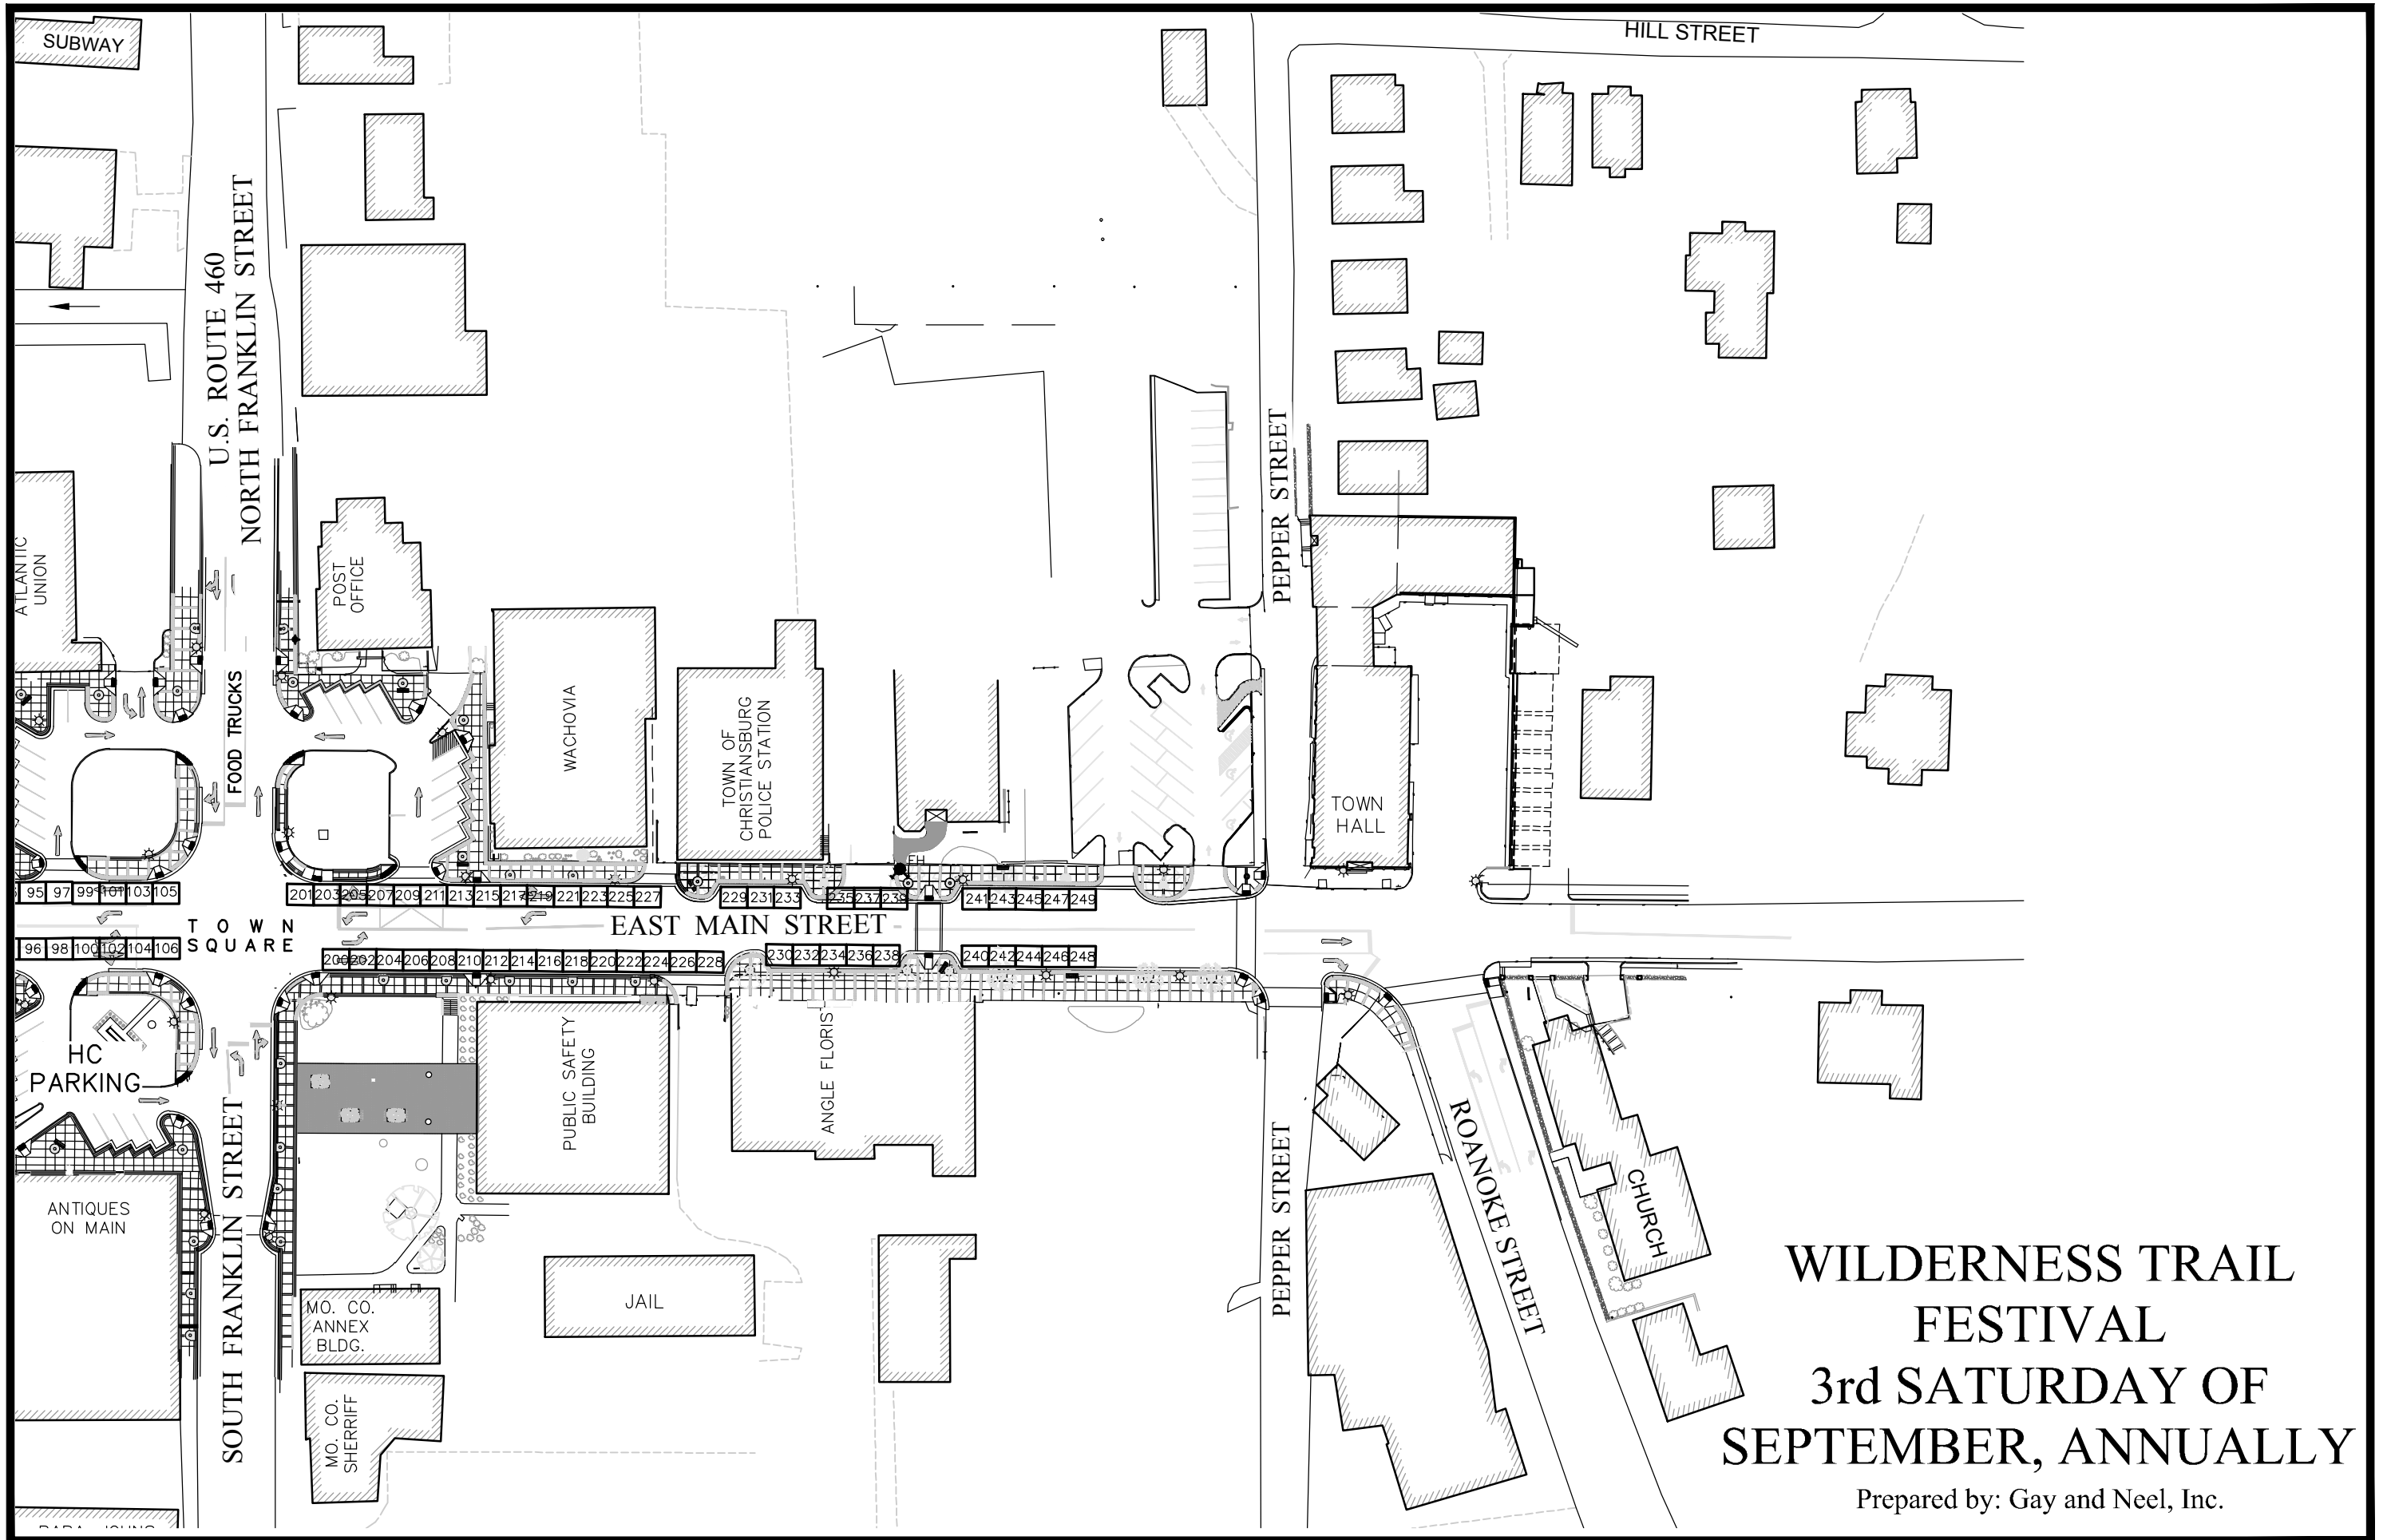 SUBWAY
HILL STREET
U.S. ROUTE 460
NORTH FRANKLIN STREET
PEPPER STREET
ATLANTIC
UNION
POST
OFFICE
FOOD TRUCKS
WACHOVIA
TOWN OF
CHRISTIANSBURG
POLICE STATION
TOWN
HALL
FH
95 97 99 101 103 105
201 203 205 207 209 211 213 215 217 219 221 223 225 227
229 231 233
235 237 239
241 243 245 247 249
TOWN
SQUARE
EAST MAIN STREET
96 98 100 102 104 106
200 202 204 206 208 210 212 214 216 218 220 222 224 226 228
230 232 234 236 238
240 242 244 246 248
HC
PARKING
PUBLIC SAFETY
BUILDING
ANGLE FLORIST
SOUTH FRANKLIN STREET
PEPPER STREET
ROANOKE STREET
CHURCH
ANTIQUES
ON MAIN
MO. CO.
ANNEX
BLDG.
JAIL
MO. CO.
SHERRIFF
WILDERNESS TRAIL
FESTIVAL
3rd SATURDAY OF
SEPTEMBER, ANNUALLY
Prepared by: Gay and Neel, Inc.